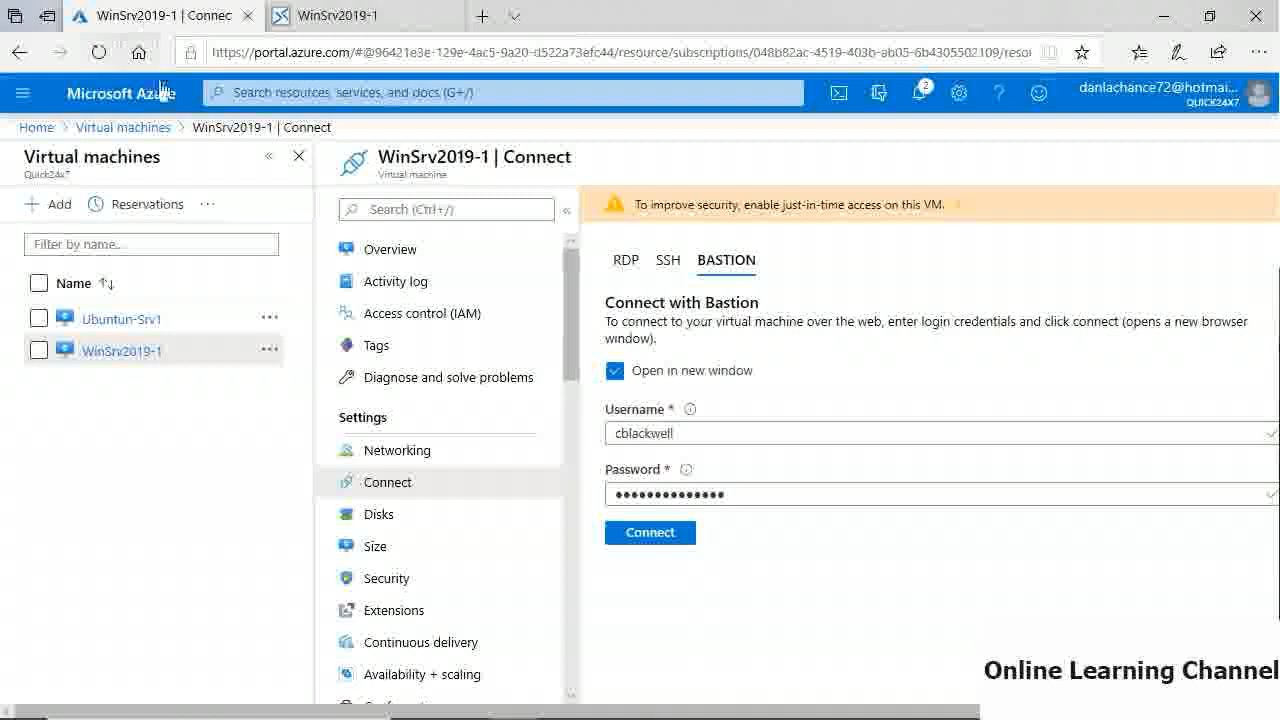 WinSrv2019-1 | Connec
WinSrv2019-1
https://portal.azure.com/#@96421e3e-129e-4ac5-9a20-d522a73efc44/resource/subscriptions/048b82ac-4519-403b-ab05-6b4305502109/resou
Microsoft Azure
Search resources, services, and docs (G+/)
2
danlachance72@hotmai...
QUICK24X7
Home > Virtual machines > WinSrv2019-1 | Connect
Virtual machines
Quick24x7
Add
Reservations
Filter by name...
Name
Ubuntun-Srv1
WinSrv2019-1
WinSrv2019-1 | Connect
Virtual machine
Search (Ctrl+/)
Overview
Activity log
Access control (IAM)
Tags
Diagnose and solve problems
Settings
Networking
Connect
Disks
Size
Security
Extensions
Continuous delivery
Availability + scaling
To improve security, enable just-in-time access on this VM.
RDP SSH BASTION
Connect with Bastion
To connect to your virtual machine over the web, enter login credentials and click connect (opens a new browser
window).
Open in new window
Username *
cblackwell
Password *
Connect
Online Learning Channel